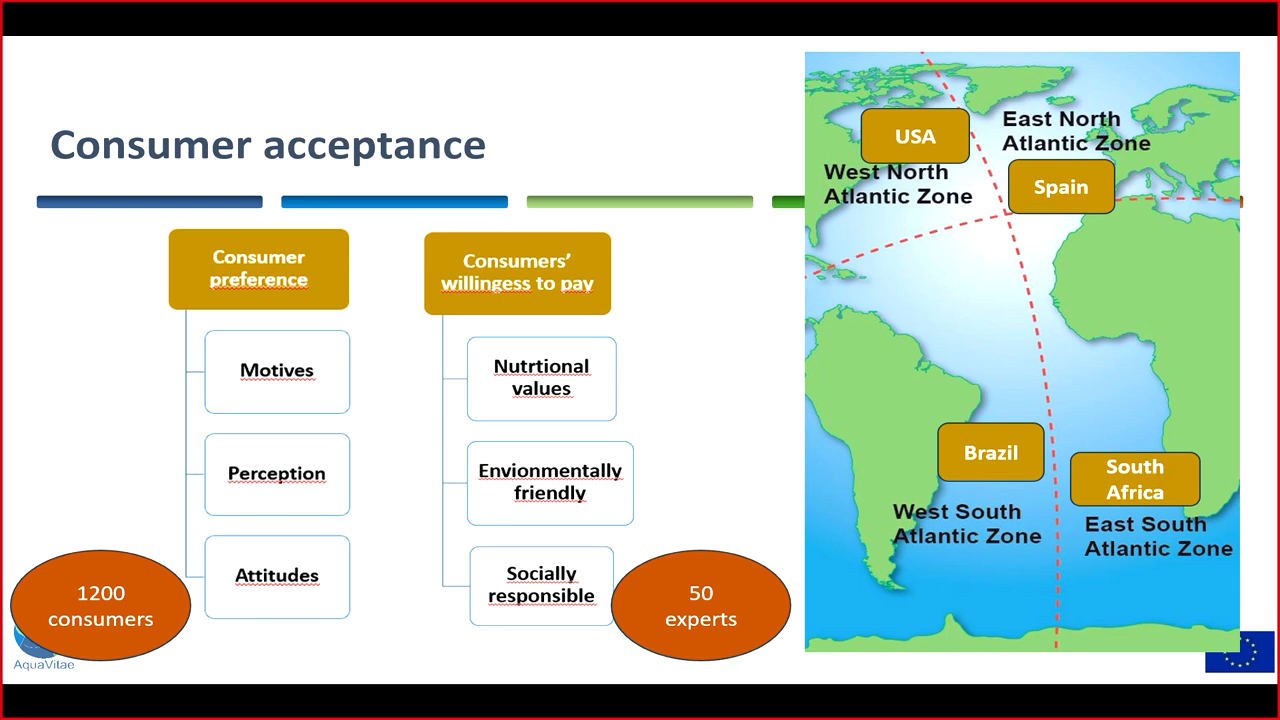 Consumer acceptance
Consumer
preference
Motives
Perception
Attitudes
Consumers’
willingess to pay
Nutrtional
values
Envionmentally
friendly
Socially
responsible
1200
consumers
50
experts
AquaVitae
USA
West North
Atlantic Zone
East North
Atlantic Zone
Spain
Brazil
West South
Atlantic Zone
South
Africa
East South
Atlantic Zone